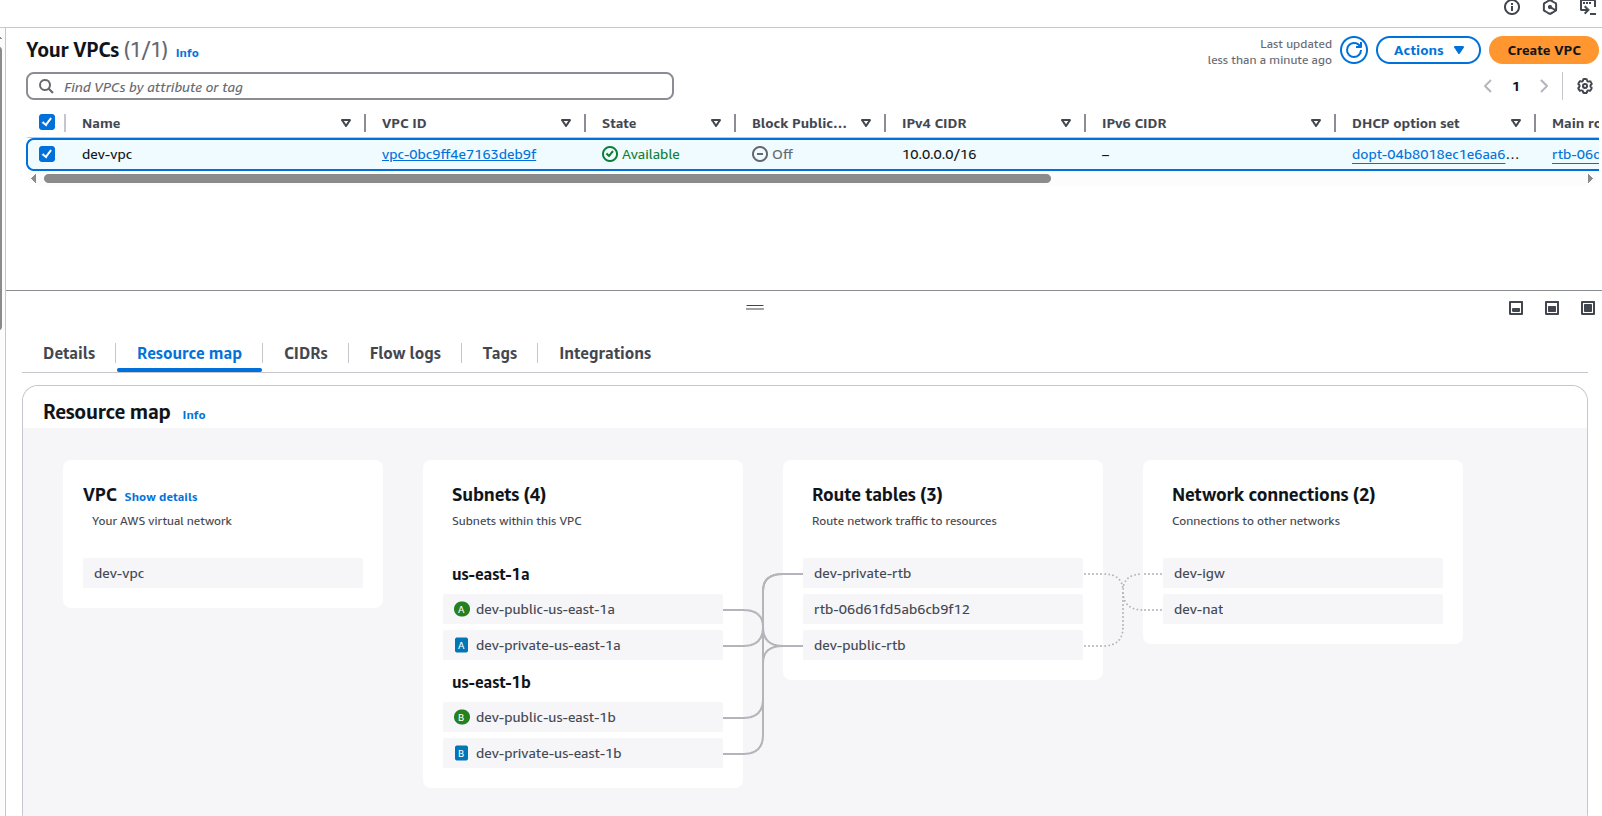 Your VPCs (1/1) Info
Last updated
less than a minute ago
Actions
Create VPC
Find VPCs by attribute or tag
1
Name VPC ID State Block Public... IPv4 CIDR IPv6 CIDR DHCP option set Main ro
dev-vpc vpc-0bc9ff4e7163deb9f Available Off 10.0.0.0/16 – dopt-04b8018ec1e6aa6... rtb-06c
Details Resource map CIDRs Flow logs Tags Integrations
Resource map Info
VPC Show details
Your AWS virtual network
dev-vpc
Subnets (4)
Subnets within this VPC
us-east-1a
A dev-public-us-east-1a
A dev-private-us-east-1a
us-east-1b
B dev-public-us-east-1b
B dev-private-us-east-1b
Route tables (3)
Route network traffic to resources
dev-private-rtb
rtb-06d61fd5ab6cb9f12
dev-public-rtb
Network connections (2)
Connections to other networks
dev-igw
dev-nat